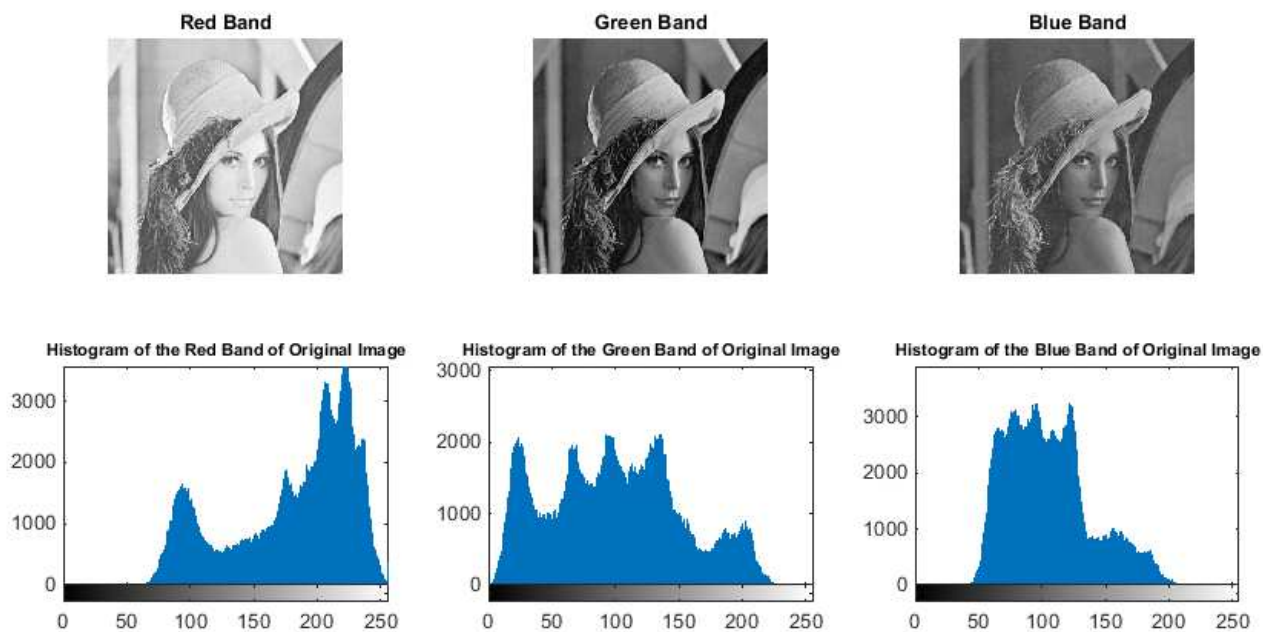 Red Band
Green Band
Blue Band
Histogram of the Red Band of Original Image
3000
2000
1000
0
0 50 100 150 200 250
Histogram of the Green Band of Original Image
3000
2000
1000
0
0 50 100 150 200 250
Histogram of the Blue Band of Original Image
3000
2000
1000
0
0 50 100 150 200 250